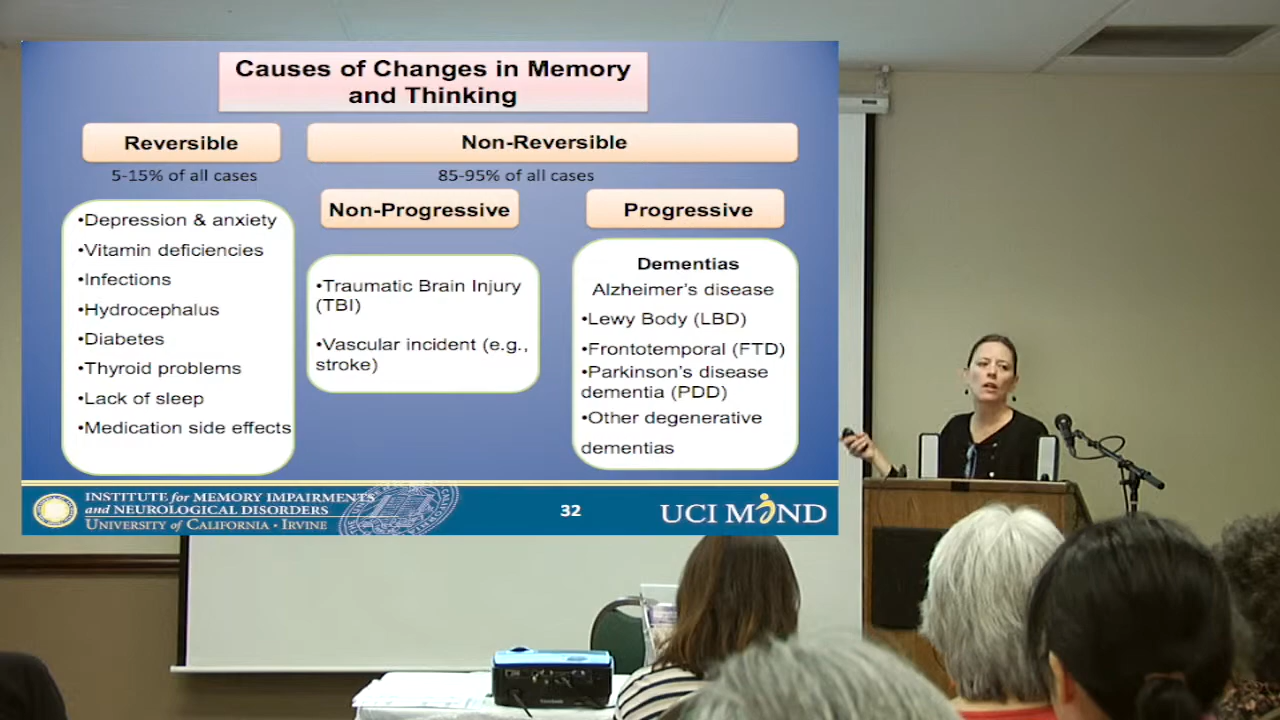 Causes of Changes in Memory
and Thinking
Reversible
5-15% of all cases
•Depression & anxiety
•Vitamin deficiencies
•Infections
•Hydrocephalus
•Diabetes
•Thyroid problems
•Lack of sleep
•Medication side effects
Non-Reversible
85-95% of all cases
Non-Progressive
•Traumatic Brain Injury
(TBI)
•Vascular incident (e.g.,
stroke)
Progressive
Dementias
Alzheimer's disease
•Lewy Body (LBD)
•Frontotemporal (FTD)
•Parkinson's disease
dementia (PDD)
•Other degenerative
dementias
INSTITUTE for MEMORY IMPAIRMENTS
and NEUROLOGICAL DISORDERS
UNIVERSITY of CALIFORNIA · IRVINE
32
UCI MIND